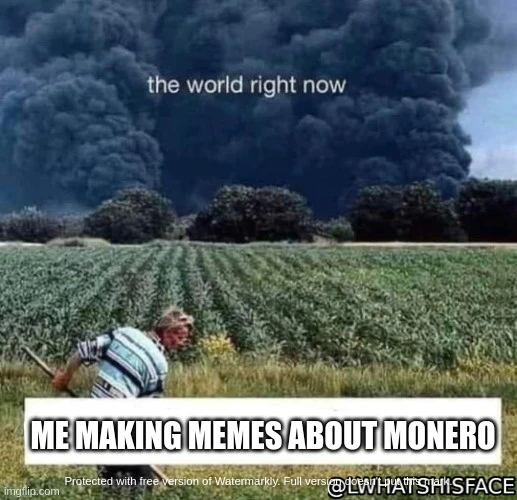 the world right now
ME MAKING MEMES ABOUT MONERO
Protected with free version of Watermarkly. Full version doesn't put this mark.
@LWHATSHISFACE
imgflip.com